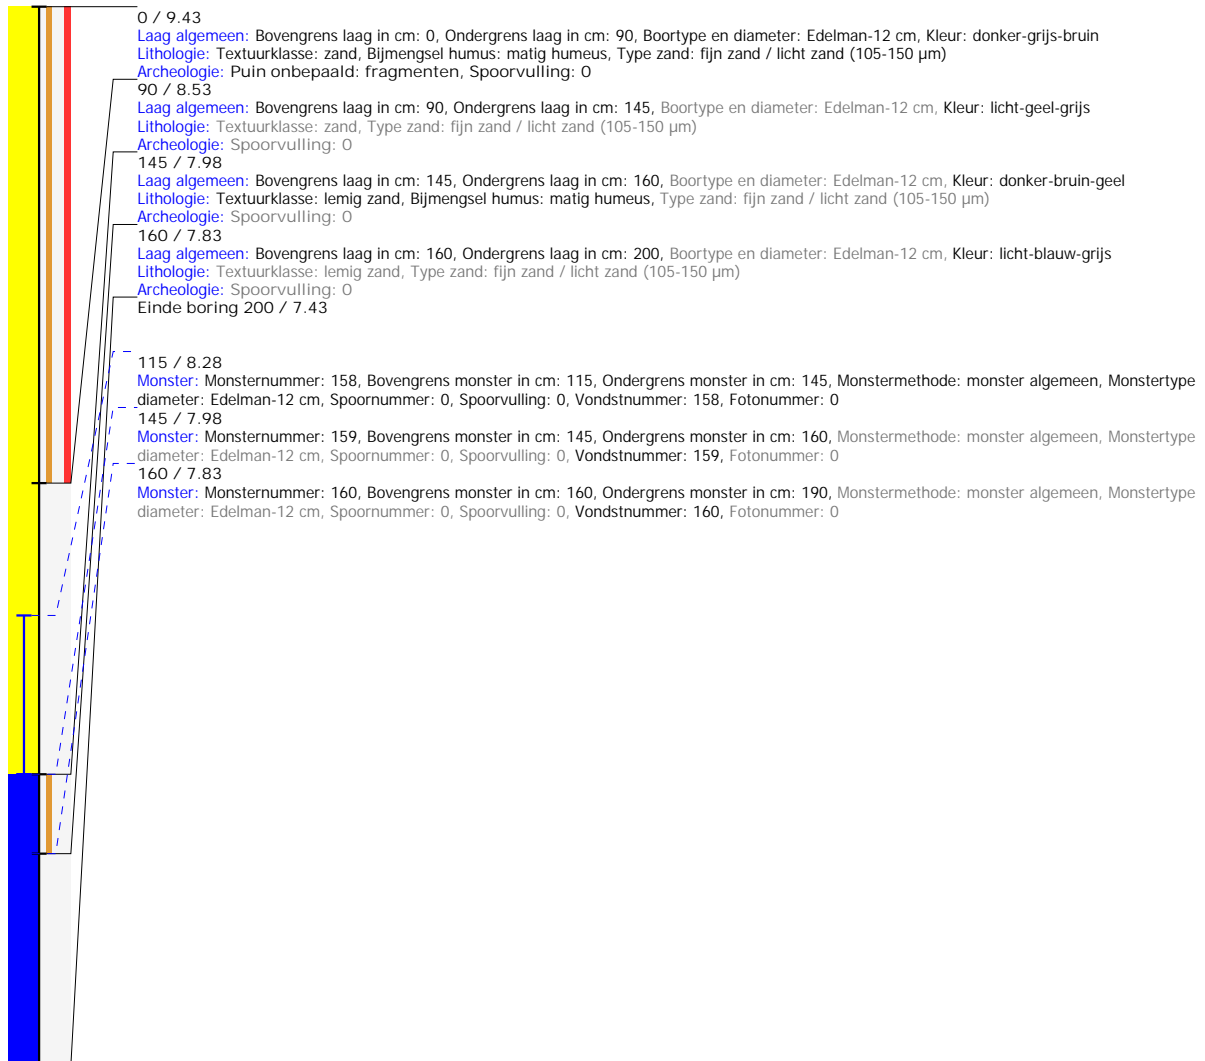 0 / 9.43
Laag algemeen: Bovengrens laag in cm: 0, Ondergrens laag in cm: 90, Boortype en diameter: Edelman-12 cm, Kleur: donker-grijs-bruin
Lithologie: Textuurklasse: zand, Bijmengsel humus: matig humeus, Type zand: fijn zand / licht zand (105-150 µm)
Archeologie: Puin onbepaald: fragmenten, Spoorvulling: 0
90 / 8.53
Laag algemeen: Bovengrens laag in cm: 90, Ondergrens laag in cm: 145, Boortype en diameter: Edelman-12 cm, Kleur: licht-geel-grijs
Lithologie: Textuurklasse: zand, Type zand: fijn zand / licht zand (105-150 µm)
Archeologie: Spoorvulling: 0
145 / 7.98
Laag algemeen: Bovengrens laag in cm: 145, Ondergrens laag in cm: 160, Boortype en diameter: Edelman-12 cm, Kleur: donker-bruin-geel
Lithologie: Textuurklasse: lemig zand, Bijmengsel humus: matig humeus, Type zand: fijn zand / licht zand (105-150 µm)
Archeologie: Spoorvulling: 0
160 / 7.83
Laag algemeen: Bovengrens laag in cm: 160, Ondergrens laag in cm: 200, Boortype en diameter: Edelman-12 cm, Kleur: licht-blauw-grijs
Lithologie: Textuurklasse: lemig zand, Type zand: fijn zand / licht zand (105-150 µm)
Archeologie: Spoorvulling: 0
Einde boring 200 / 7.43
115 / 8.28
Monster: Monsternummer: 158, Bovengrens monster in cm: 115, Ondergrens monster in cm: 145, Monstermethode: monster algemeen, Monstertype
diameter: Edelman-12 cm, Spoornummer: 0, Spoorvulling: 0, Vondstnummer: 158, Fotonummer: 0
145 / 7.98
Monster: Monsternummer: 159, Bovengrens monster in cm: 145, Ondergrens monster in cm: 160, Monstermethode: monster algemeen, Monstertype
diameter: Edelman-12 cm, Spoornummer: 0, Spoorvulling: 0, Vondstnummer: 159, Fotonummer: 0
160 / 7.83
Monster: Monsternummer: 160, Bovengrens monster in cm: 160, Ondergrens monster in cm: 190, Monstermethode: monster algemeen, Monstertype
diameter: Edelman-12 cm, Spoornummer: 0, Spoorvulling: 0, Vondstnummer: 160, Fotonummer: 0